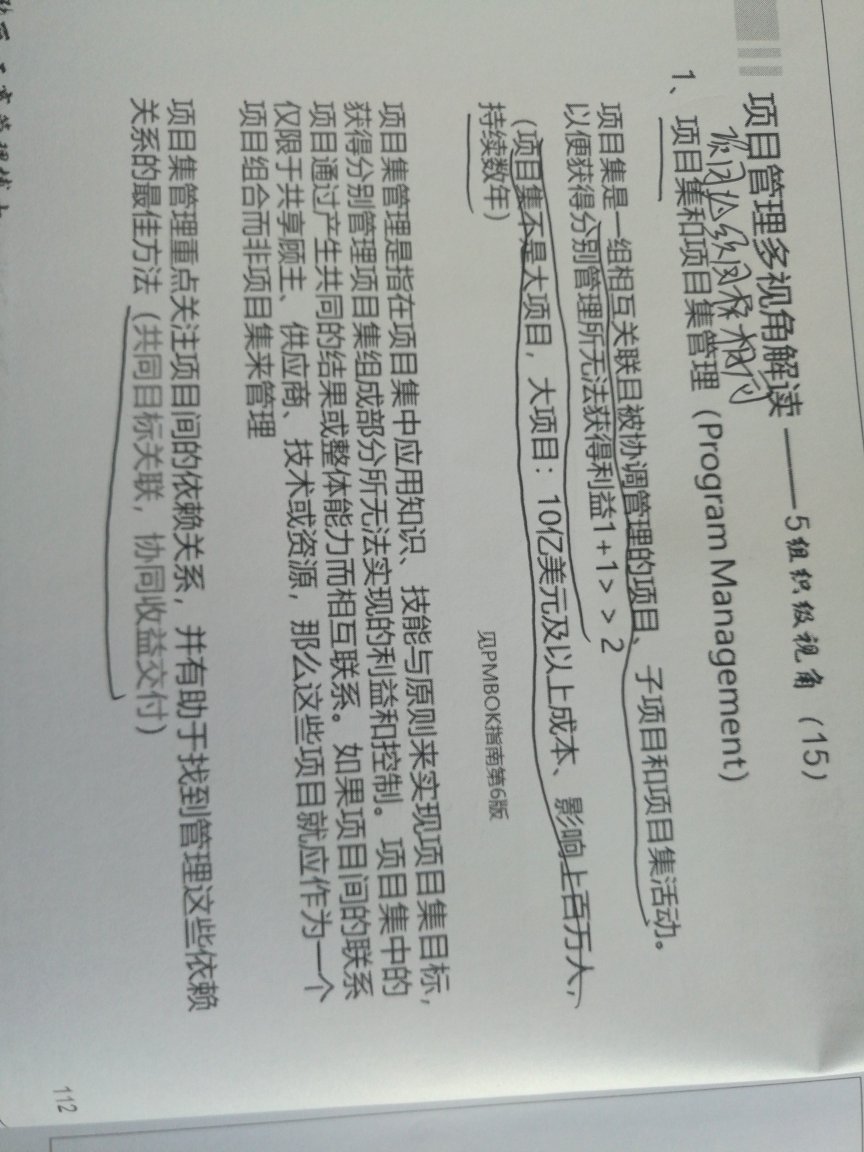 项目管理多视角解读 ——5组织级视角（15）
1、项目集和项目集管理（Program Management）
项目集是一组相互关联且被协调管理的项目、子项目和项目集活动。
以便获得分别管理所无法获得利益1+1>>2
（项目集不是大项目，大项目：10亿美元及以上成本、影响上百万人，
持续数年）
见PMBOK指南第6版
项目集管理是指在项目集中应用知识、技能与原则来实现项目集目标，
获得分别管理项目集组成部分所无法实现的利益和控制。项目集中的
项目通过产生共同的结果或整体能力而相互联系。如果项目间的联系
仅限于共享顾主、供应商、技术或资源，那么这些项目就应作为一个
项目组合而非项目集来管理
项目集管理重点关注项目间的依赖关系，并有助于找到管理这些依赖
关系的最佳方法（共同目标关联，协同收益交付）
112